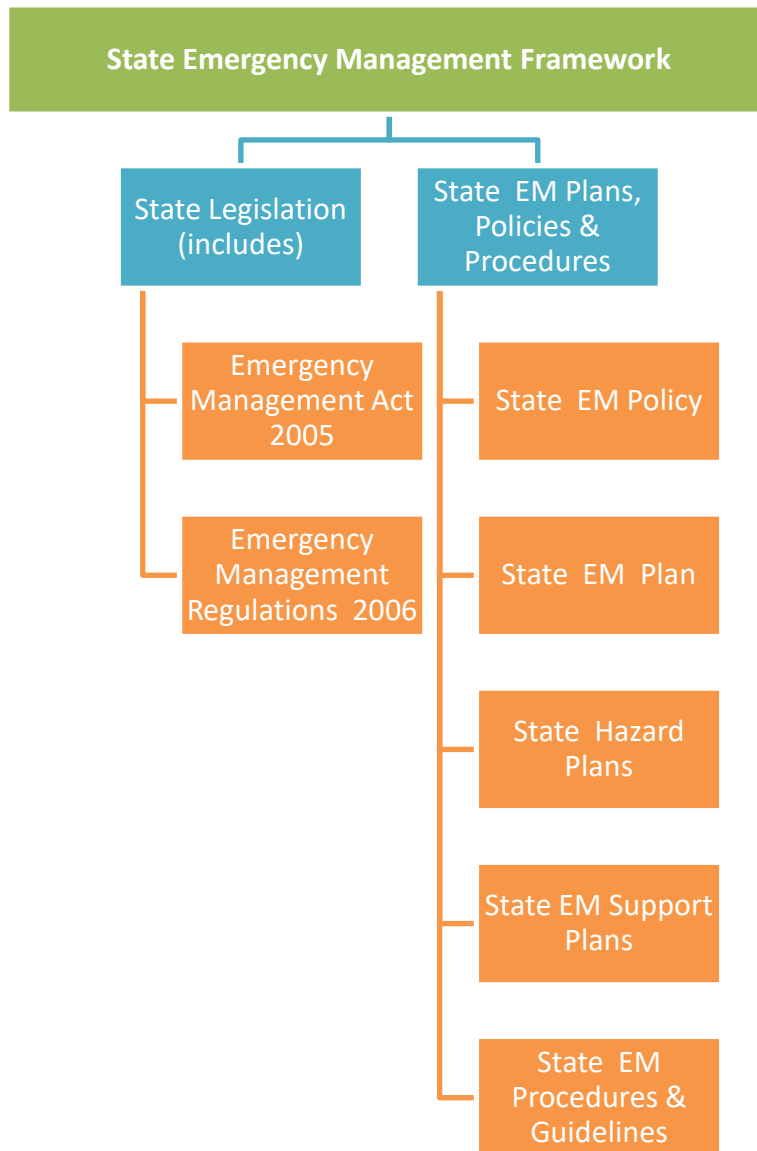 State Emergency Management Framework
State Legislation
(includes)
Emergency
Management Act
2005
Emergency
Management
Regulations  2006
State  EM Plans,
Policies &
Procedures
State  EM Policy
State  EM  Plan
State  Hazard
Plans
State EM Support
Plans
State  EM
Procedures &
Guidelines